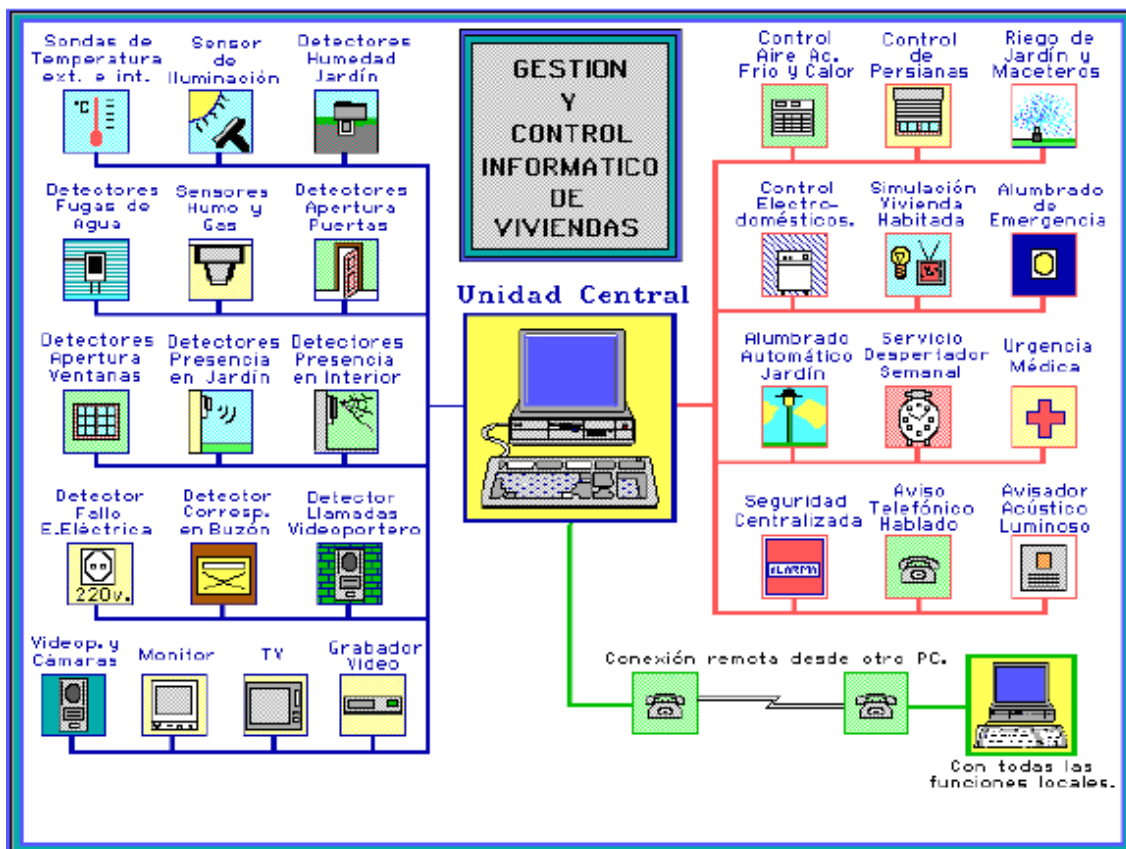 GESTION
Y
CONTROL
INFORMATICO
DE
VIVIENDAS
Sondas de
Temperatura
ext. e int.
Sensor
de
Iluminación
Detectores
Humedad
Jardín
°C
Detectores
Fugas de
Agua
Sensores
Humo y
Gas
Detectores
Apertura
Puertas
Detectores
Apertura
Ventanas
Detectores
Presencia
en Jardín
Detectores
Presencia
en Interior
Detector
Fallo
E.Eléctrica
220v.
Detector
Corresp.
en Buzón
Detector
Llamadas
Videoportero
Videop. y
Cámaras
Monitor
TV
Grabador
Video
Unidad Central
Control
Aire Ac.
Frio y Calor
Control
de
Persianas
Riego de
Jardín y
Maceteros
Control
Electro-
domésticos.
Simulación
Vivienda
Habitada
Alumbrado
de
Emergencia
Alumbrado
Automático
Jardín
Servicio
Despertador
Semanal
Urgencia
Médica
Seguridad
Centralizada
ALARMA
Aviso
Telefónico
Hablado
Avisador
Acústico
Luminoso
Conexión remota desde otro PC.
Con todas las
funciones locales.